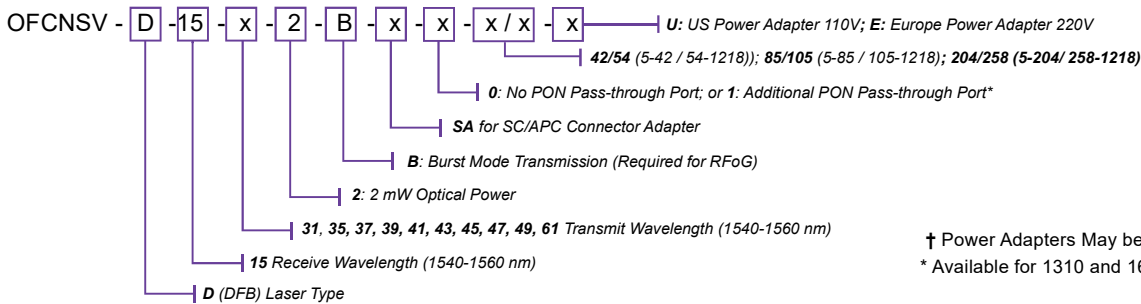 OFCNSV - D - 15 - x - 2 - B - x - x - x / x - x
U: US Power Adapter 110V; E: Europe Power Adapter 220V
42/54 (5-42 / 54-1218)); 85/105 (5-85 / 105-1218); 204/258 (5-204/ 258-1218)
0: No PON Pass-through Port; or 1: Additional PON Pass-through Port*
SA for SC/APC Connector Adapter
B: Burst Mode Transmission (Required for RFoG)
2: 2 mW Optical Power
31, 35, 37, 39, 41, 43, 45, 47, 49, 61 Transmit Wavelength (1540-1560 nm)
† Power Adapters May be
15 Receive Wavelength (1540-1560 nm)
* Available for 1310 and 16
D (DFB) Laser Type